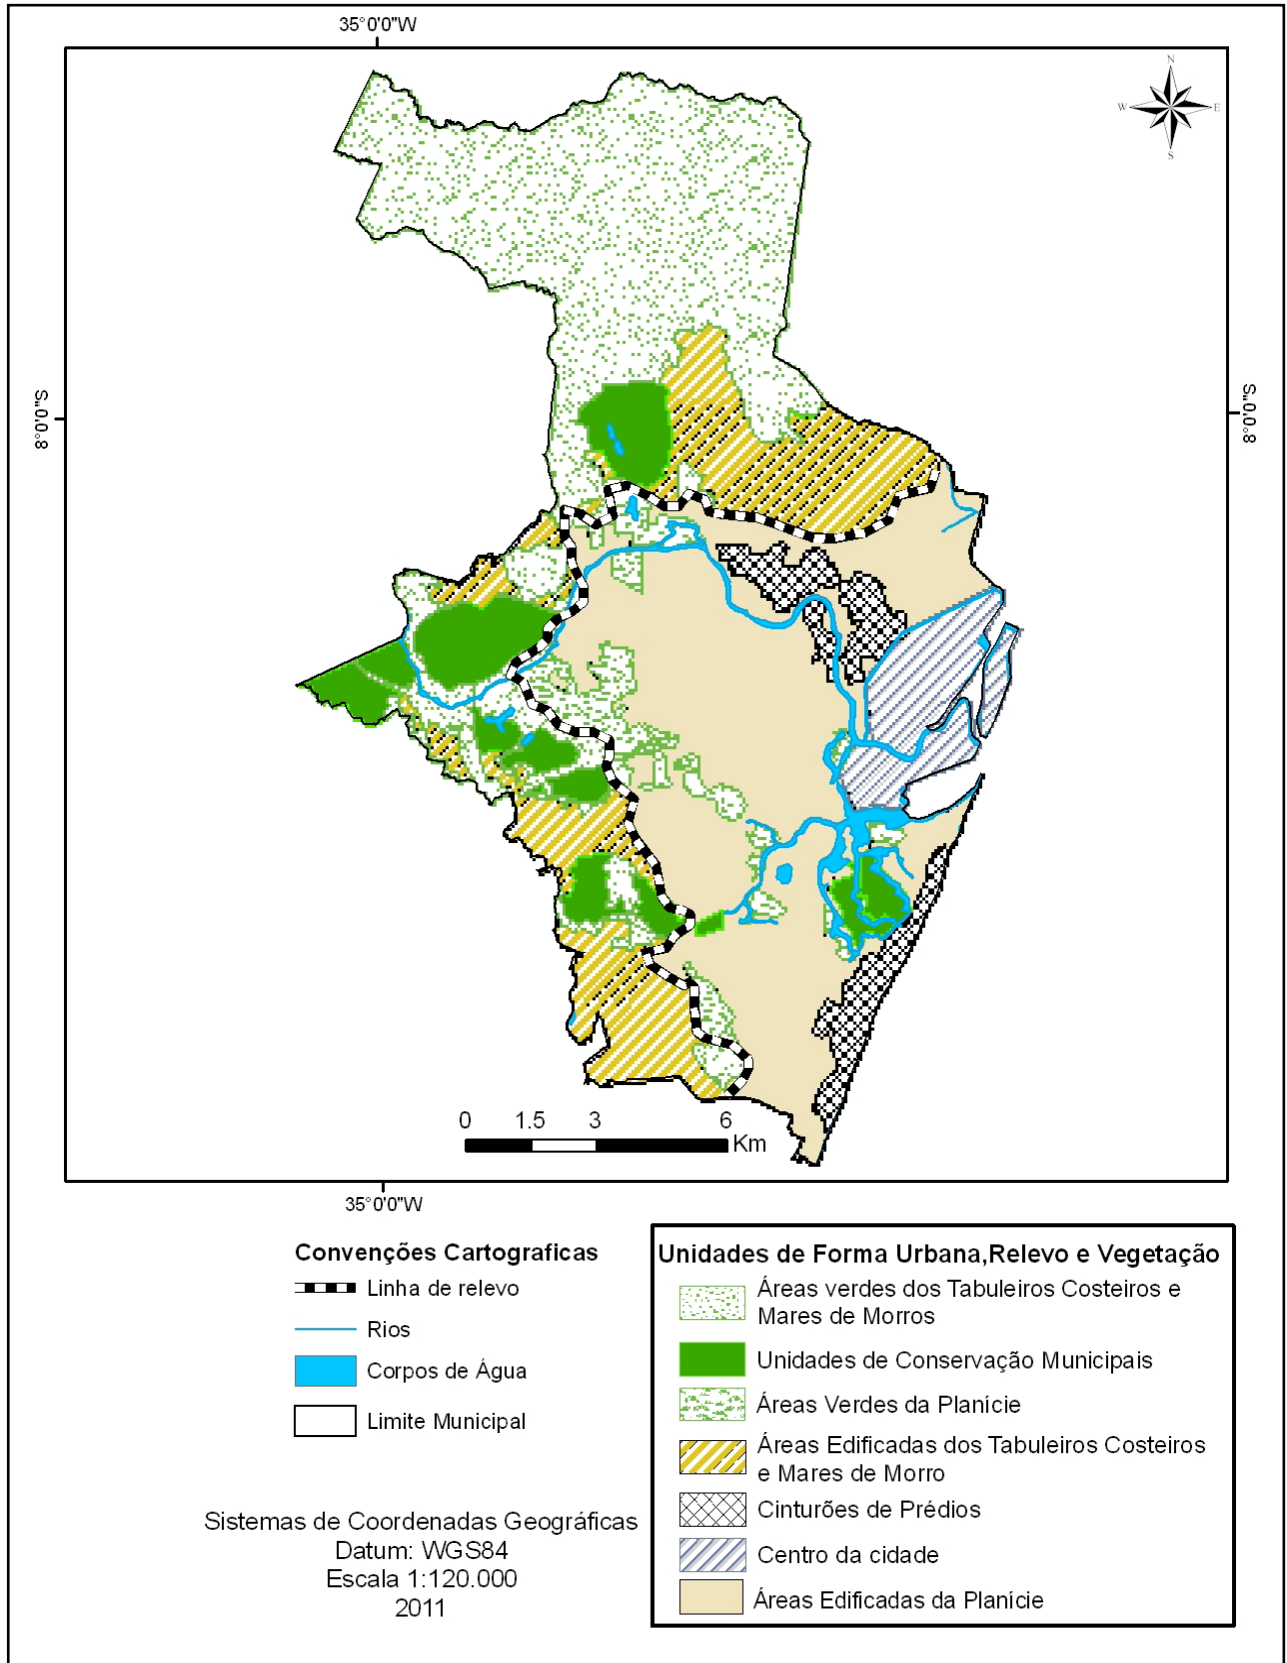 35°0'0"W
N
W
E
S
8°0'0"S
8°0'0"S
0 1.5 3 6
Km
35°0'0"W
Convenções Cartograficas
Linha de relevo
Rios
Corpos de Água
Limite Municipal
Sistemas de Coordenadas Geográficas
Datum: WGS84
Escala 1:120.000
2011
Unidades de Forma Urbana,Relevo e Vegetação
Áreas verdes dos Tabuleiros Costeiros e
Mares de Morros
Unidades de Conservação Municipais
Áreas Verdes da Planície
Áreas Edificadas dos Tabuleiros Costeiros
e Mares de Morro
Cinturões de Prédios
Centro da cidade
Áreas Edificadas da Planície